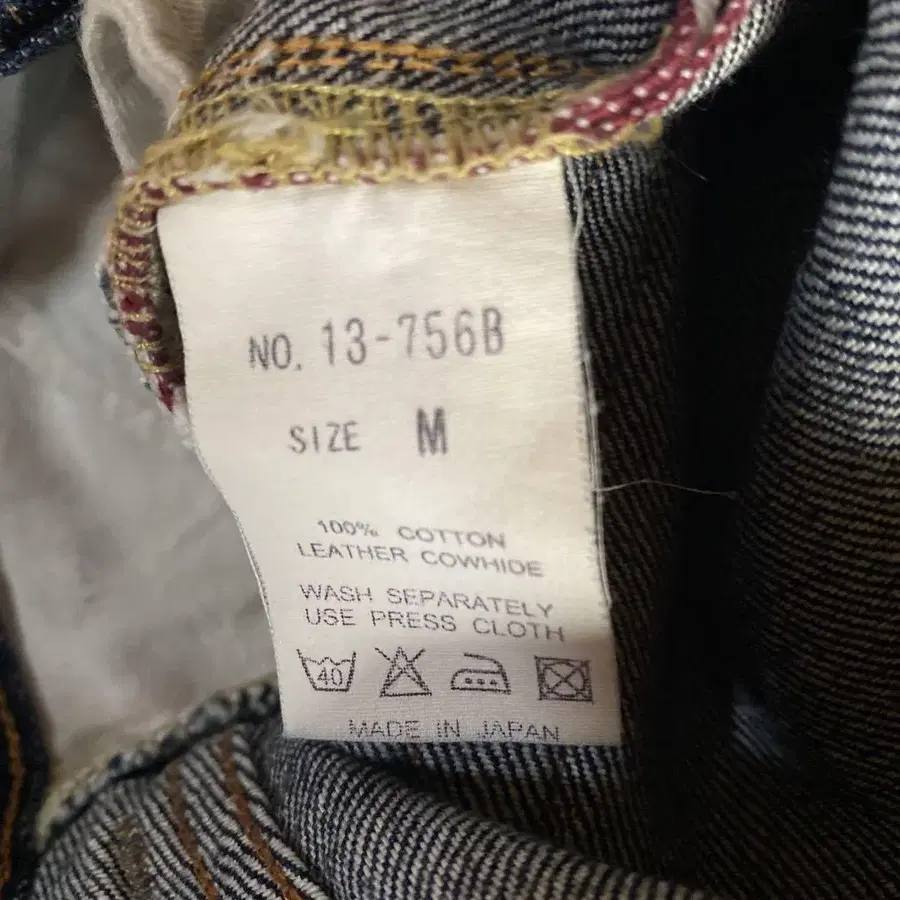 NO. 13-756B
SIZE M
100% COTTON
LEATHER COWHIDE
WASH SEPARATELY
USE PRESS CLOTH
40
MADE IN JAPAN